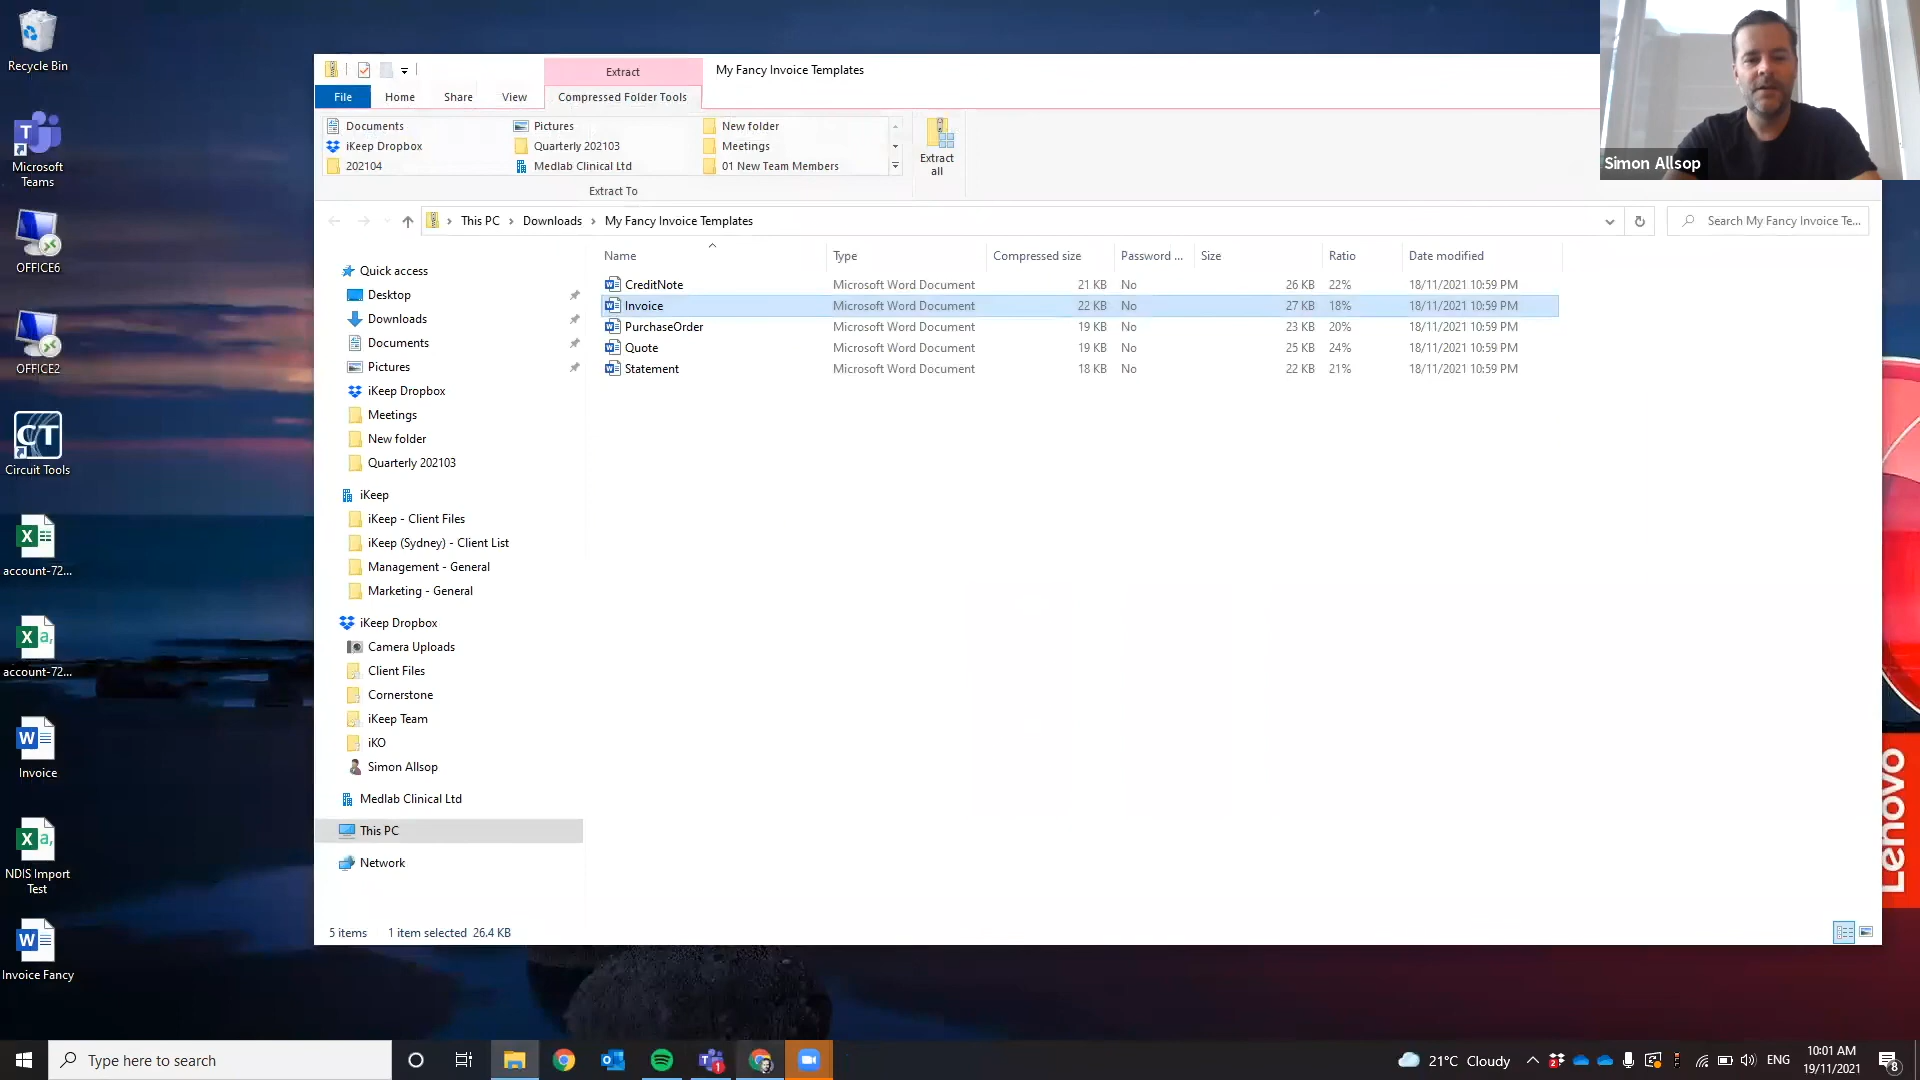 Recycle Bin
Microsoft
Teams
OFFICE6
OFFICE2
CT
Circuit Tools
account-72...
account-72...
Invoice
NDIS Import
Test
Invoice Fancy
Extract
My Fancy Invoice Templates
File
Home
Share
View
Compressed Folder Tools
Documents
Pictures
New folder
iKeep Dropbox
Quarterly 202103
Meetings
202104
Medlab Clinical Ltd
01 New Team Members
Extract To
Extract
all
Simon Allsop
This PC
Downloads
My Fancy Invoice Templates
Search My Fancy Invoice Te...
Name
Type
Compressed size
Password ...
Size
Ratio
Date modified
CreditNote Microsoft Word Document 21 KB No 26 KB 22% 18/11/2021 10:59 PM
Invoice Microsoft Word Document 22 KB No 27 KB 18% 18/11/2021 10:59 PM
PurchaseOrder Microsoft Word Document 19 KB No 23 KB 20% 18/11/2021 10:59 PM
Quote Microsoft Word Document 19 KB No 25 KB 24% 18/11/2021 10:59 PM
Statement Microsoft Word Document 18 KB No 22 KB 21% 18/11/2021 10:59 PM
Quick access
Desktop
Downloads
Documents
Pictures
iKeep Dropbox
Meetings
New folder
Quarterly 202103
iKeep
iKeep - Client Files
iKeep (Sydney) - Client List
Management - General
Marketing - General
iKeep Dropbox
Camera Uploads
Client Files
Cornerstone
iKeep Team
iKO
Simon Allsop
Medlab Clinical Ltd
This PC
Network
5 items
1 item selected 26.4 KB
Lenovo
Type here to search
21°C Cloudy
ENG
10:01 AM
19/11/2021
8